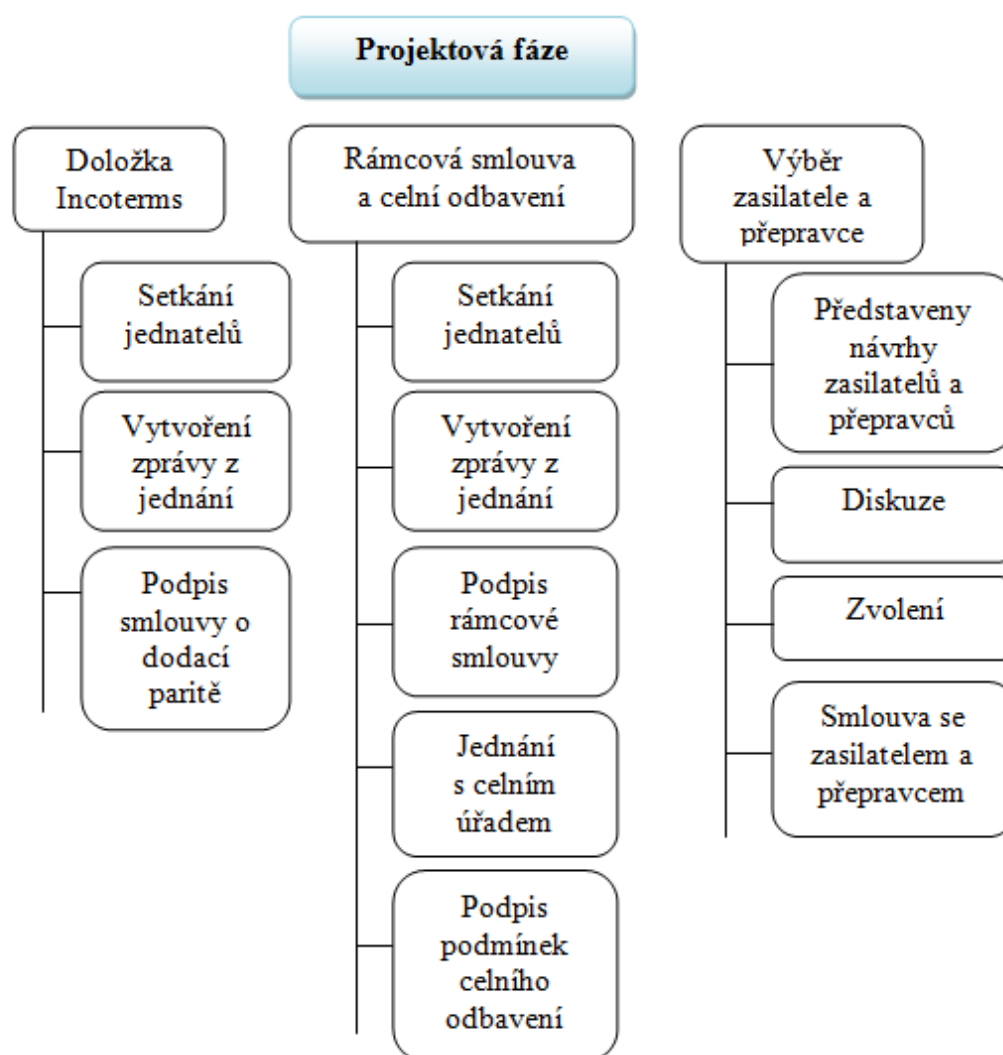 Projektová fáze
Doložka
Incoterms
Setkání
jednatelů
Vytvoření
zprávy z
jednání
Podpis
smlouvy o
dodací
paritě
Rámcová smlouva
a celní odbavení
Setkání
jednatelů
Vytvoření
zprávy z
jednání
Podpis
rámcové
smlouvy
Jednání
s celním
úřadem
Podpis
podmínek
celního
odbavení
Výběr
zasilatele a
přepravce
Představeny
návrhy
zasilatelů a
přepravců
Diskuze
Zvolení
Smlouva se
zasilatelem a
přepravcem